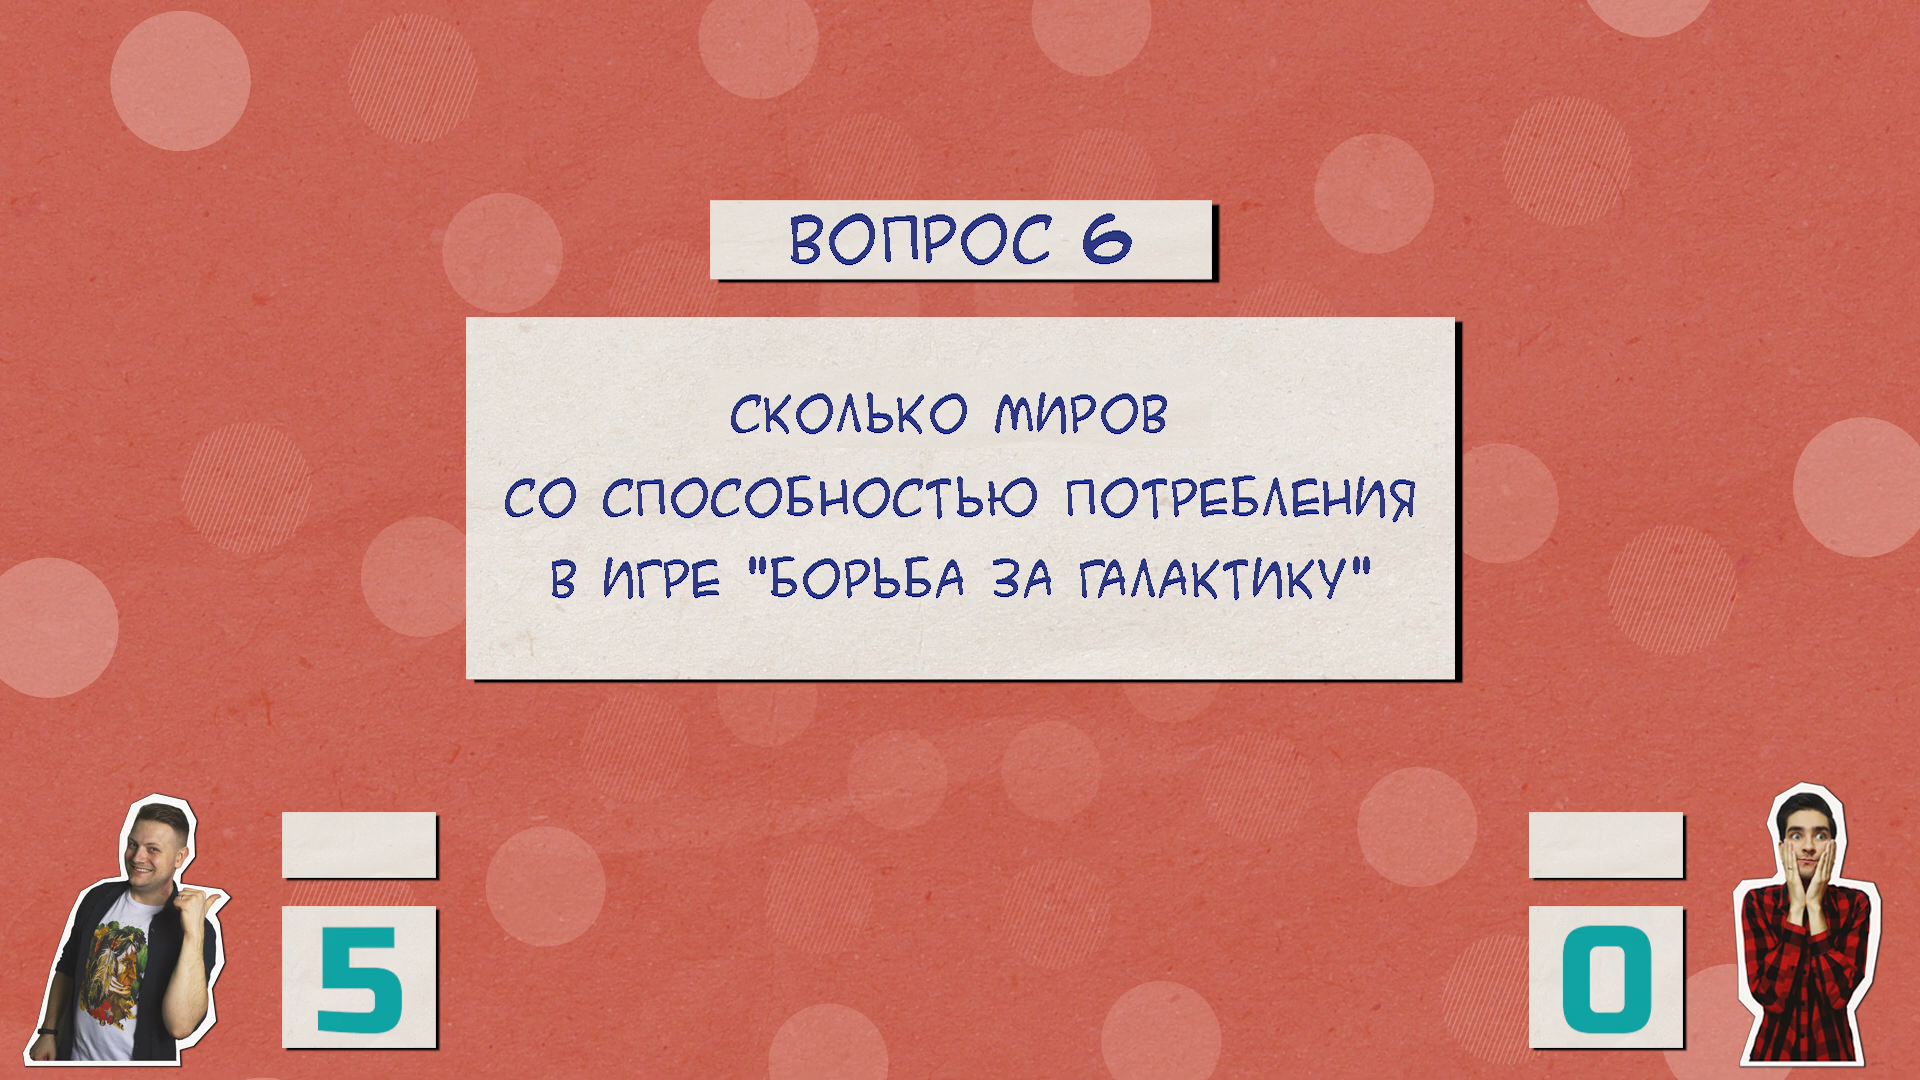 ВОПРОС 6
СКОЛЬКО МИРОВ
СО СПОСОБНОСТЬЮ ПОТРЕБЛЕНИЯ
В ИГРЕ "БОРЬБА ЗА ГАЛАКТИКУ"
5
0